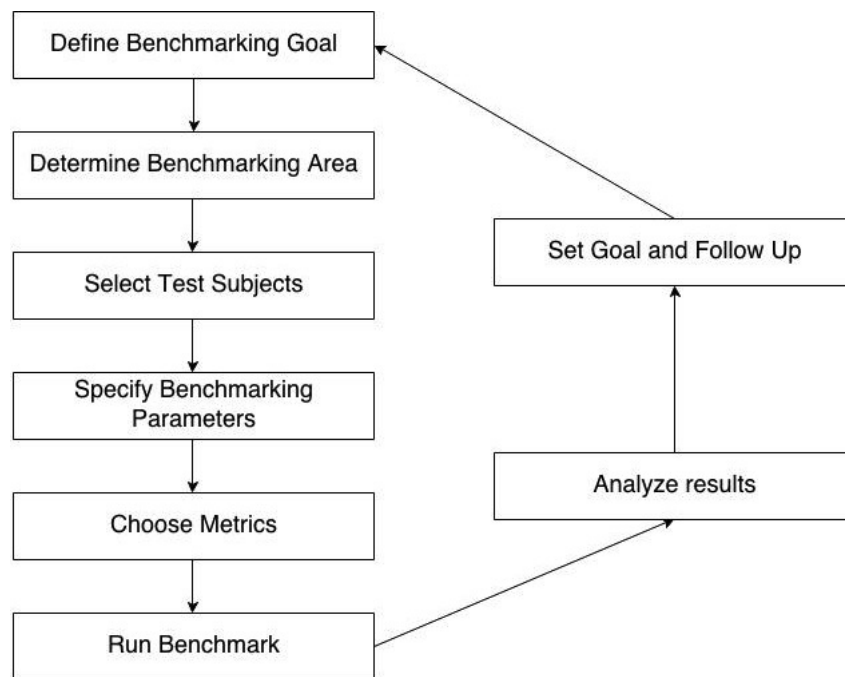 Define Benchmarking Goal
Determine Benchmarking Area
Select Test Subjects
Specify Benchmarking
Parameters
Choose Metrics
Run Benchmark
Analyze results
Set Goal and Follow Up